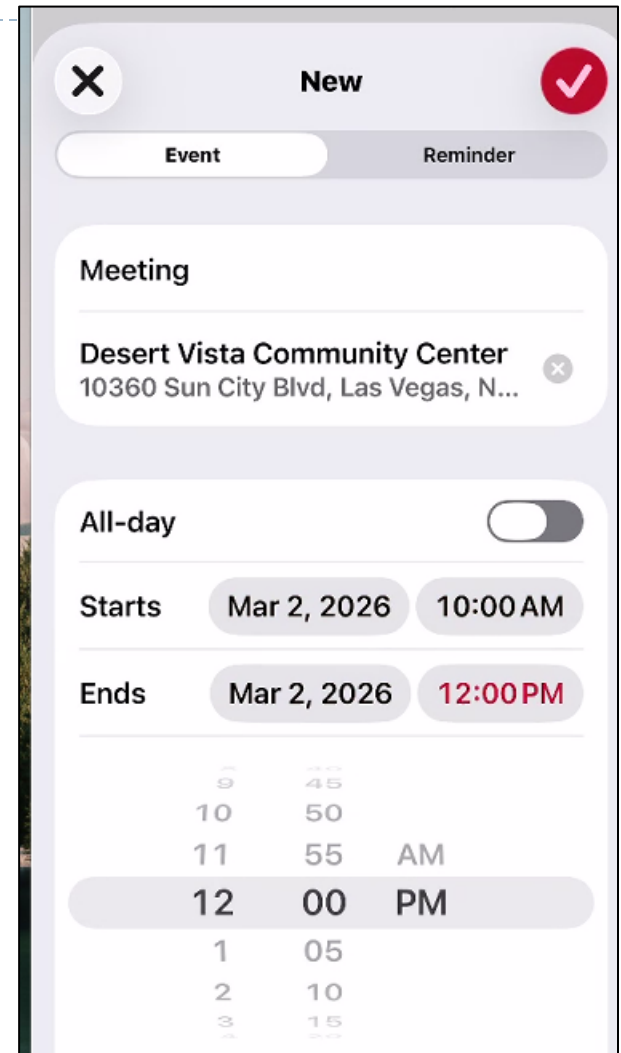 New
Event Reminder
Meeting
Desert Vista Community Center
10360 Sun City Blvd, Las Vegas, N...
All-day
Starts Mar 2, 2026 10:00 AM
Ends Mar 2, 2026 12:00 PM
9 45
10 50
11 55 AM
12 00 PM
1 05
2 10
3 15